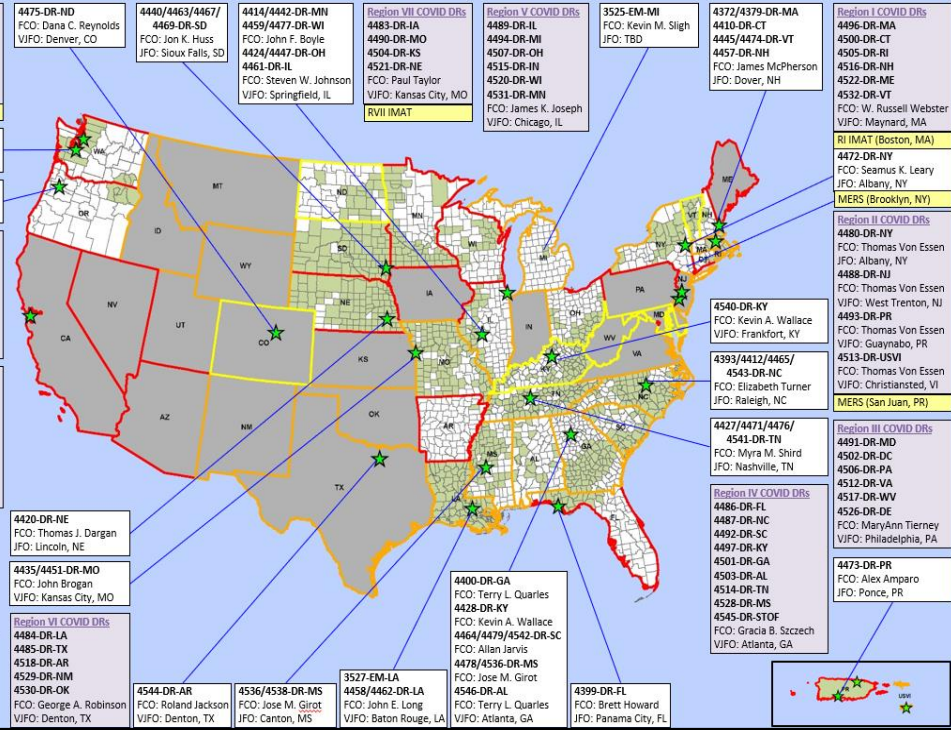 4475-DR-ND
FCO: Dana C. Reynolds
VJFO: Denver, CO
4440/4463/4467/
4469-DR-SD
FCO: Jon K. Huss
JFO: Sioux Falls, SD
4414/4442-DR-MN
4459/4477-DR-WI
FCO: John F. Boyle
4424/4447-DR-OH
4461-DR-IL
FCO: Steven W. Johnson
VJFO: Springfield, IL
Region VII COVID DRs
4483-DR-IA
4490-DR-MO
4504-DR-KS
4521-DR-NE
FCO: Paul Taylor
VJFO: Kansas City, MO
RVII IMAT
Region V COVID DRs
4489-DR-IL
4494-DR-MI
4507-DR-OH
4515-DR-IN
4520-DR-WI
4531-DR-MN
FCO: James K. Joseph
VJFO: Chicago, IL
3525-EM-MI
FCO: Kevin M. Sligh
JFO: TBD
4372/4379-DR-MA
4410-DR-CT
4445/4474-DR-VT
4457-DR-NH
FCO: James McPherson
JFO: Dover, NH
Region I COVID DRs
4496-DR-MA
4500-DR-CT
4505-DR-RI
4516-DR-NH
4522-DR-ME
4532-DR-VT
FCO: W. Russell Webster
VJFO: Maynard, MA
RI IMAT (Boston, MA)
4472-DR-NY
FCO: Seamus K. Leary
JFO: Albany, NY
MERS (Brooklyn, NY)
Region II COVID DRs
4480-DR-NY
FCO: Thomas Von Essen
JFO: Albany, NY
4488-DR-NJ
FCO: Thomas Von Essen
VJFO: West Trenton, NJ
4493-DR-PR
FCO: Thomas Von Essen
VJFO: Guaynabo, PR
4513-DR-USVI
FCO: Thomas Von Essen
VJFO: Christiansted, VI
MERS (San Juan, PR)
WA
OR
CA
NV
ID
MT
WY
UT
AZ
CO
NM
ND
SD
NE
KS
OK
TX
MN
IA
MO
AR
LA
WI
IL
MI
IN
OH
KY
TN
MS
AL
GA
FL
SC
NC
VA
WV
MD
PA
NJ
NY
VT
NH
ME
MA
CT
RI
4540-DR-KY
FCO: Kevin A. Wallace
VJFO: Frankfort, KY
4393/4412/4465/
4543-DR-NC
FCO: Elizabeth Turner
JFO: Raleigh, NC
4427/4471/4476/
4541-DR-TN
FCO: Myra M. Shird
JFO: Nashville, TN
Region IV COVID DRs
4486-DR-FL
4487-DR-NC
4492-DR-SC
4497-DR-KY
4501-DR-GA
4503-DR-AL
4514-DR-TN
4528-DR-MS
4545-DR-STOF
FCO: Gracia B. Szczech
VJFO: Atlanta, GA
Region III COVID DRs
4491-DR-MD
4502-DR-DC
4506-DR-PA
4512-DR-VA
4517-DR-WV
4526-DR-DE
FCO: MaryAnn Tierney
VJFO: Philadelphia, PA
4473-DR-PR
FCO: Alex Amparo
JFO: Ponce, PR
4420-DR-NE
FCO: Thomas J. Dargan
JFO: Lincoln, NE
4435/4451-DR-MO
FCO: John Brogan
VJFO: Kansas City, MO
Region VI COVID DRs
4484-DR-LA
4485-DR-TX
4518-DR-AR
4529-DR-NM
4530-DR-OK
FCO: George A. Robinson
VJFO: Denton, TX
4544-DR-AR
FCO: Roland Jackson
VJFO: Denton, TX
4536/4538-DR-MS
FCO: Jose M. Girot
JFO: Canton, MS
3527-EM-LA
4458/4462-DR-LA
FCO: John E. Long
VJFO: Baton Rouge, LA
4400-DR-GA
FCO: Terry L. Quarles
4428-DR-KY
FCO: Kevin A. Wallace
4464/4479/4542-DR-SC
FCO: Allan Jarvis
4478/4536-DR-MS
FCO: Jose M. Girot
4546-DR-AL
FCO: Terry L. Quarles
VJFO: Atlanta, GA
4399-DR-FL
FCO: Brett Howard
JFO: Panama City, FL
PR
USVI